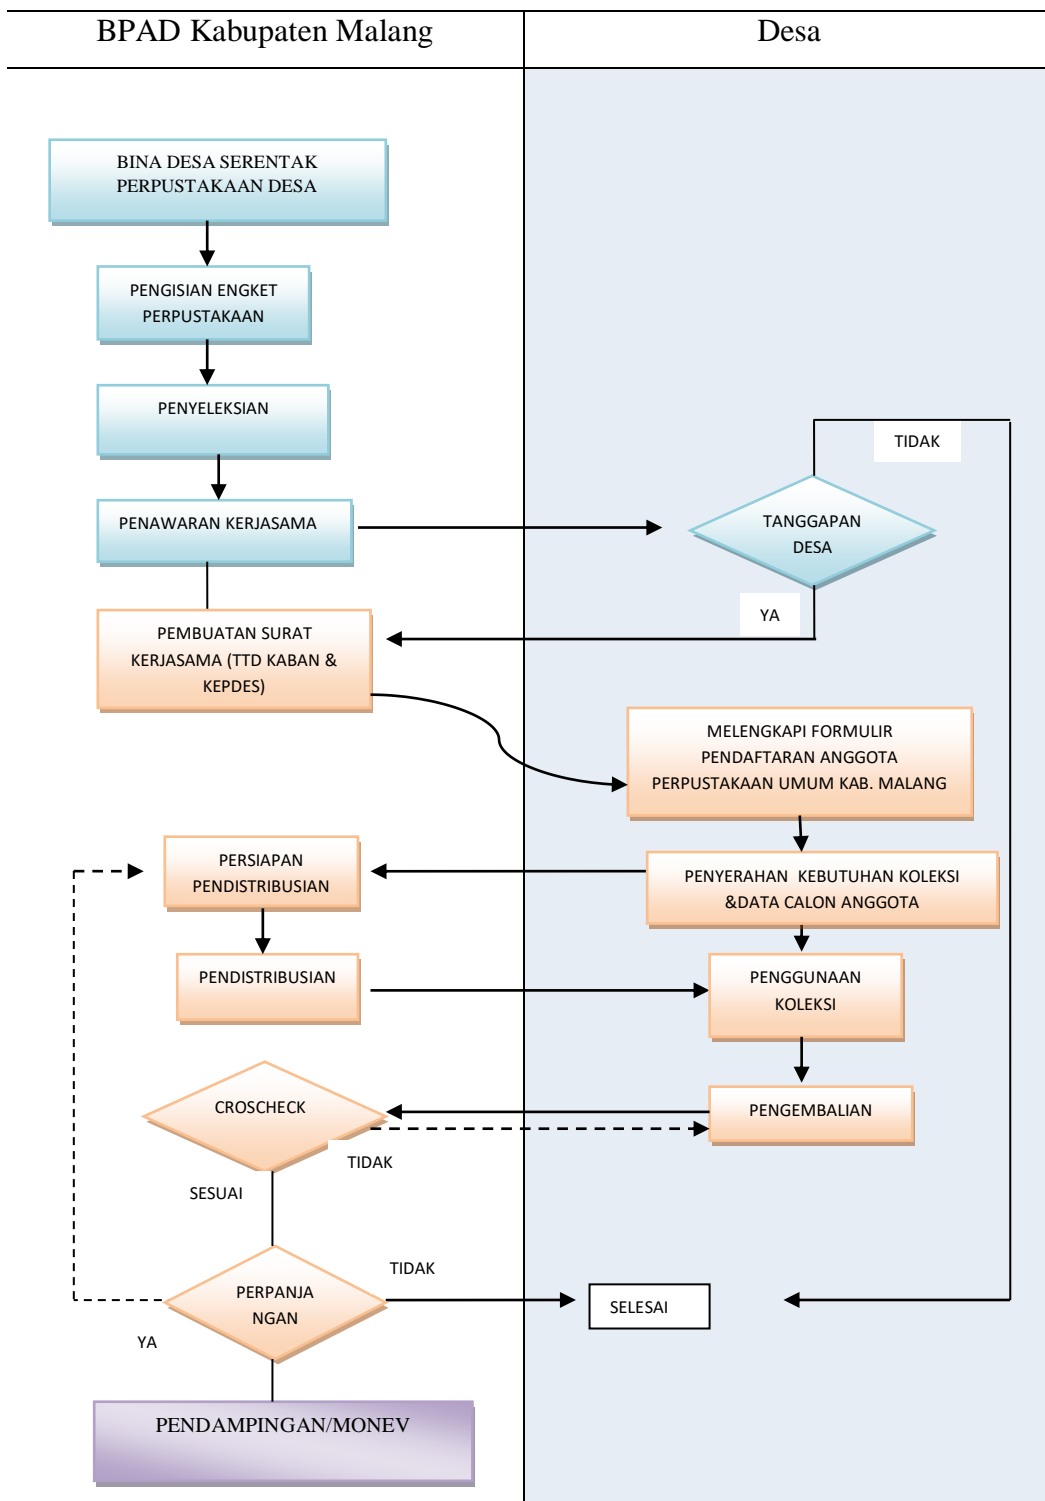 BPAD Kabupaten Malang
Desa
BINA DESA SERENTAK
PERPUSTAKAAN DESA
PENGISIAN ENGKET
PERPUSTAKAAN
PENYELEKSIAN
TIDAK
PENAWARAN KERJASAMA
TANGGAPAN
DESA
YA
PEMBUATAN SURAT
KERJASAMA (TTD KABAN &
KEPDES)
MELENGKAPI FORMULIR
PENDAFTARAN ANGGOTA
PERPUSTAKAAN UMUM KAB. MALANG
PERSIAPAN
PENDISTRIBUSIAN
PENYERAHAN  KEBUTUHAN KOLEKSI
&DATA CALON ANGGOTA
PENDISTRIBUSIAN
PENGGUNAAN
KOLEKSI
CROSCHECK
PENGEMBALIAN
TIDAK
SESUAI
TIDAK
PERPANJA
NGAN
SELESAI
YA
PENDAMPINGAN/MONEV